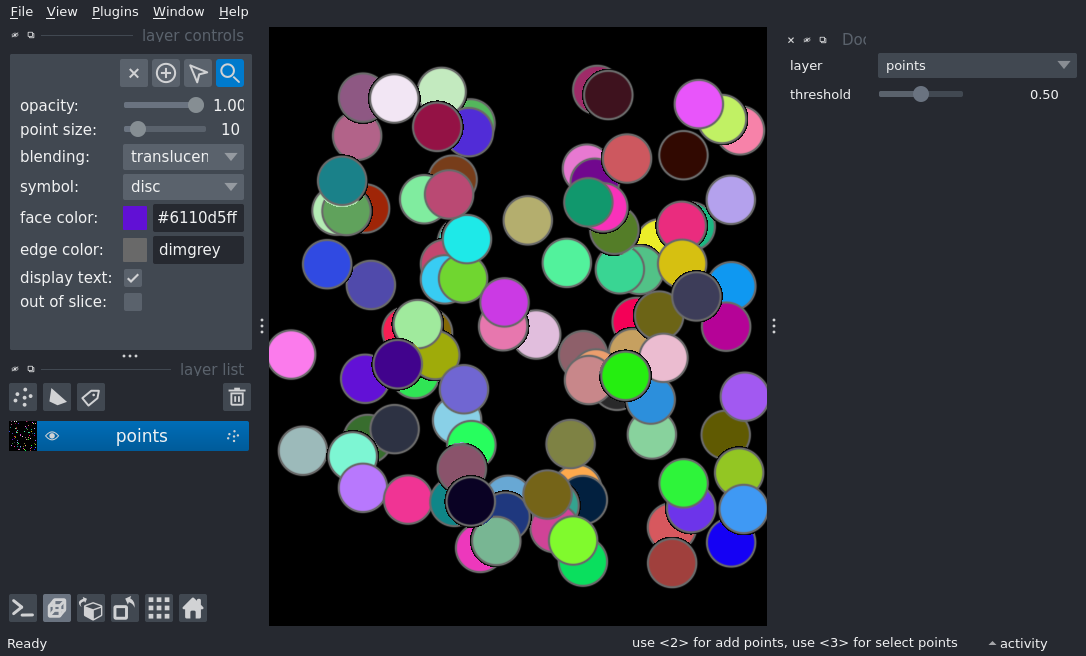 File View Plugins Window Help
layer controls
opacity: 1.00
point size: 10
blending: translucen
symbol: disc
face color: #6110d5ff
edge color: dimgrey
display text:
out of slice:
layer list
points
Doc
layer points
threshold 0.50
Ready
use <2> for add points, use <3> for select points
activity